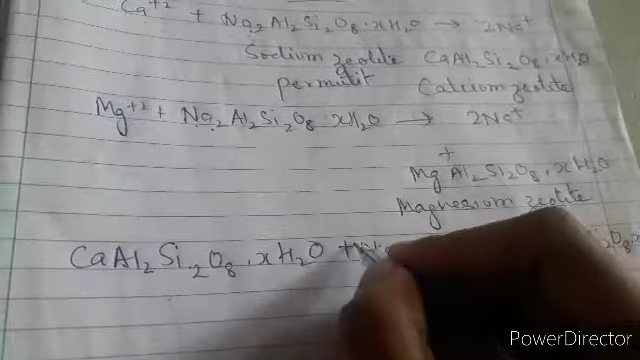 Ca+2 + Na2Al2Si2O8.xH2O → 2Na+
Sodium zeolite CaAl2Si2O8.xH2O
permutit Calcium zeolite
Mg+2 + Na2Al2Si2O8.xH2O → 2Na+
+
MgAl2Si2O8.xH2O
Magnesium zeolite
CaAl2Si2O8.xH2O +
PowerDirector